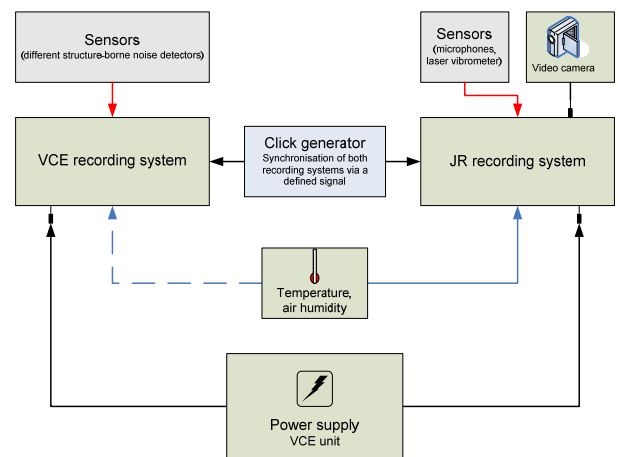 Sensors
(different structure-borne noise detectors)
Sensors
(microphones,
laser vibrometer)
Video camera
VCE recording system
Click generator
Synchronisation of both
recording systems via a
defined signal
JR recording system
Temperature,
air humidity
Power supply
VCE unit